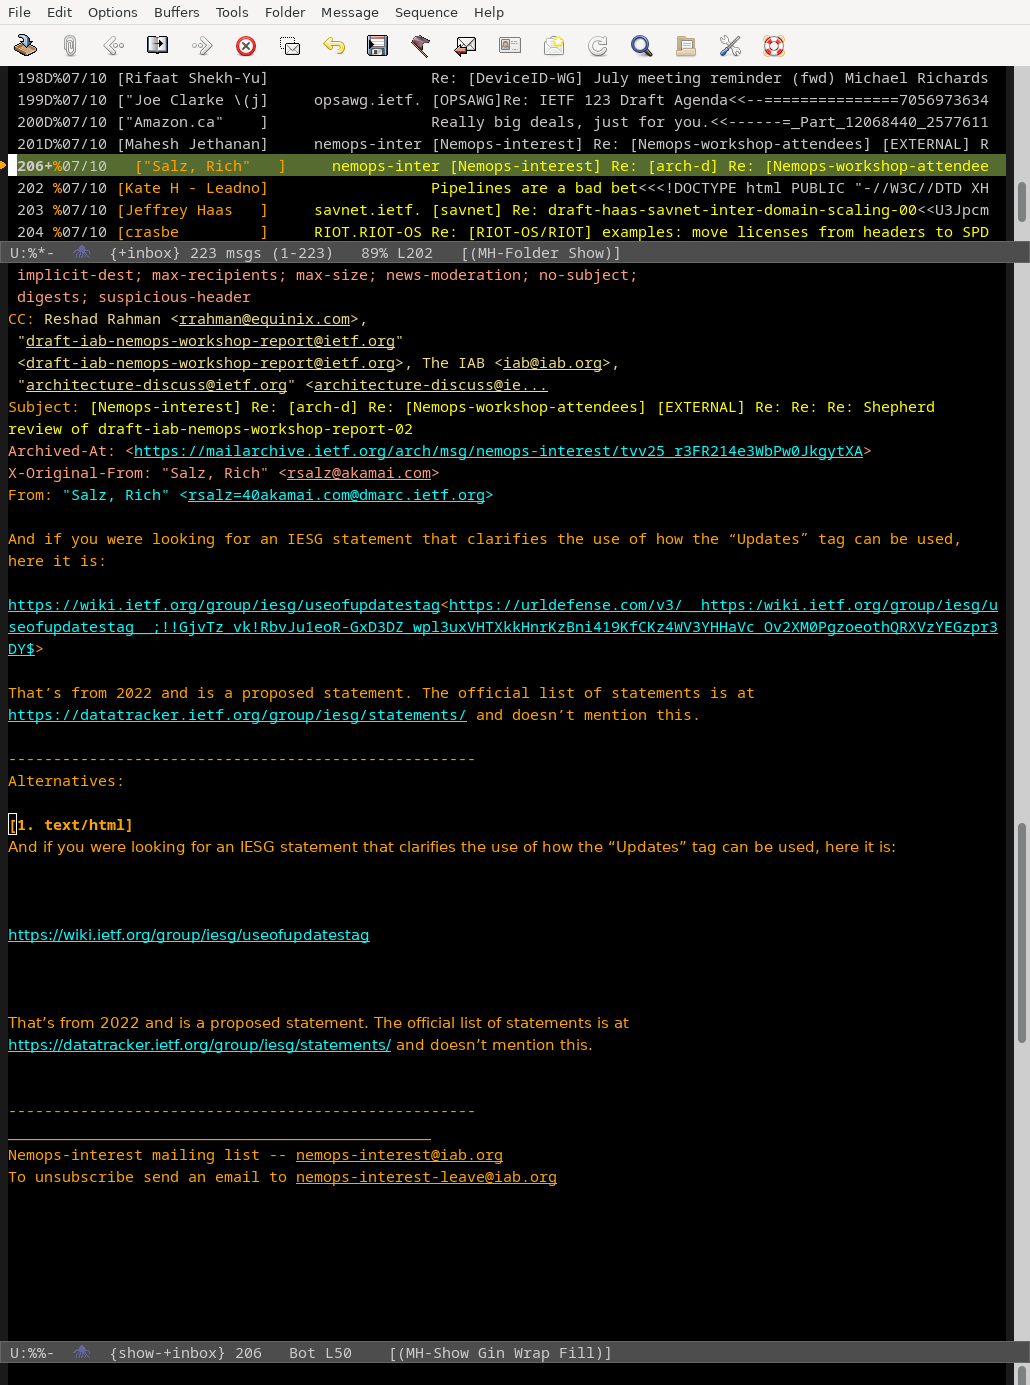 File Edit Options Buffers Tools Folder Message Sequence Help
198D%07/10 [Rifaat Shekh-Yu] Re: [DeviceID-WG] July meeting reminder (fwd) Michael Richards
199D%07/10 ["Joe Clarke \(j] opsawg.ietf. [OPSAWG]Re: IETF 123 Draft Agenda<<--===============7056973634
200D%07/10 ["Amazon.ca" ] Really big deals, just for you.<<------=_Part_12068440_2577611
201D%07/10 [Mahesh Jethanan] nemops-inter [Nemops-interest] Re: [Nemops-workshop-attendees] [EXTERNAL] R
206+%07/10 ["Salz, Rich" ] nemops-inter [Nemops-interest] Re: [arch-d] Re: [Nemops-workshop-attendee
202 %07/10 [Kate H - Leadno] Pipelines are a bad bet<<<!DOCTYPE html PUBLIC "-//W3C//DTD XH
203 %07/10 [Jeffrey Haas ] savnet.ietf. [savnet] Re: draft-haas-savnet-inter-domain-scaling-00<<U3Jpcm
204 %07/10 [crasbe ] RIOT.RIOT-OS Re: [RIOT-OS/RIOT] examples: move licenses from headers to SPD
U:%*- {+inbox} 223 msgs (1-223) 89% L202 [(MH-Folder Show)]
implicit-dest; max-recipients; max-size; news-moderation; no-subject;
digests; suspicious-header
CC: Reshad Rahman <rrahman@equinix.com>,
"draft-iab-nemops-workshop-report@ietf.org"
<draft-iab-nemops-workshop-report@ietf.org>, The IAB <iab@iab.org>,
"architecture-discuss@ietf.org" <architecture-discuss@ie...
Subject: [Nemops-interest] Re: [arch-d] Re: [Nemops-workshop-attendees] [EXTERNAL] Re: Re: Re: Shepherd
review of draft-iab-nemops-workshop-report-02
Archived-At: <https://mailarchive.ietf.org/arch/msg/nemops-interest/tvv25_r3FR214e3WbPw0JkgytXA>
X-Original-From: "Salz, Rich" <rsalz@akamai.com>
From: "Salz, Rich" <rsalz=40akamai.com@dmarc.ietf.org>
And if you were looking for an IESG statement that clarifies the use of how the “Updates” tag can be used,
here it is:
https://wiki.ietf.org/group/iesg/useofupdatestag<https://urldefense.com/v3/__https:/wiki.ietf.org/group/iesg/u
seofupdatestag__;!!GjvTz_vk!RbvJu1eoR-GxD3DZ_wpl3uxVHTXkkHnrKzBni419KfCKz4WV3YHHaVc_Ov2XM0PgzoeothQRXVzYEGzpr3
DY$>
That’s from 2022 and is a proposed statement. The official list of statements is at
https://datatracker.ietf.org/group/iesg/statements/ and doesn’t mention this.
----------------------------------------------------
Alternatives:
[1. text/html]
And if you were looking for an IESG statement that clarifies the use of how the “Updates” tag can be used, here it is:
https://wiki.ietf.org/group/iesg/useofupdatestag
That’s from 2022 and is a proposed statement. The official list of statements is at
https://datatracker.ietf.org/group/iesg/statements/ and doesn’t mention this.
----------------------------------------------------
_______________________________________________
Nemops-interest mailing list -- nemops-interest@iab.org
To unsubscribe send an email to nemops-interest-leave@iab.org
U:%%- {show-+inbox} 206 Bot L50 [(MH-Show Gin Wrap Fill)]